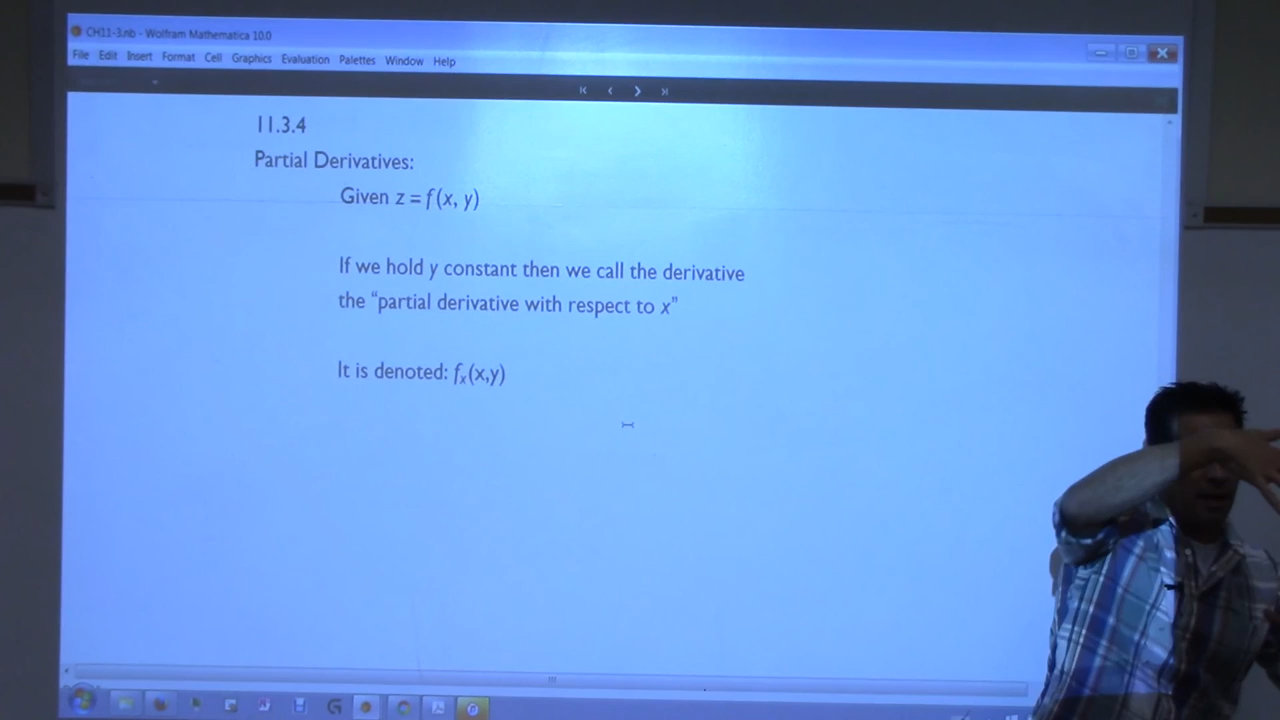 CH11-3.nb - Wolfram Mathematica 10.0
File Edit Insert Format Cell Graphics Evaluation Palettes Window Help
11.3.4
Partial Derivatives:
Given z = f(x, y)
If we hold y constant then we call the derivative
the “partial derivative with respect to x”
It is denoted: fₓ(x,y)